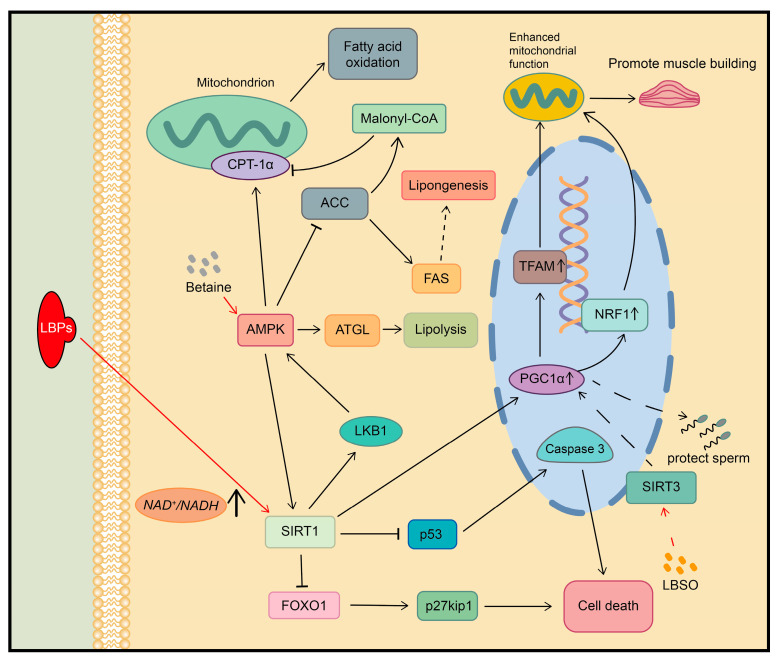 Fatty acid
oxidation
Enhanced
mitochondrial
function
Promote muscle building
Mitochondrion
Malonyl-CoA
CPT-1α
ACC
Lipongenesis
TFAM↑
FAS
Betaine
NRF1↑
LBPs
AMPK
ATGL
Lipolysis
PGC1α↑
LKB1
Caspase 3
protect sperm
SIRT3
NAD⁺/NADH
SIRT1
p53
LBSO
FOXO1
p27kip1
Cell death